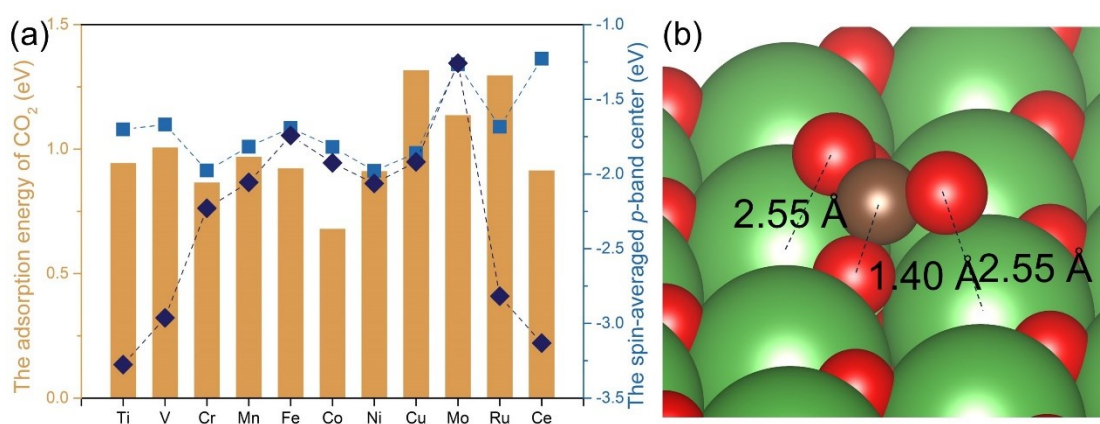 (a)
The adsorption energy of CO2 (eV)
1.5
1.0
0.5
0.0
Ti V Cr Mn Fe Co Ni Cu Mo Ru Ce
-1.0
-1.5
-2.0
-2.5
-3.0
-3.5
The spin-averaged p-band center (eV)
(b)
2.55 Å
1.40 Å
2.55 Å